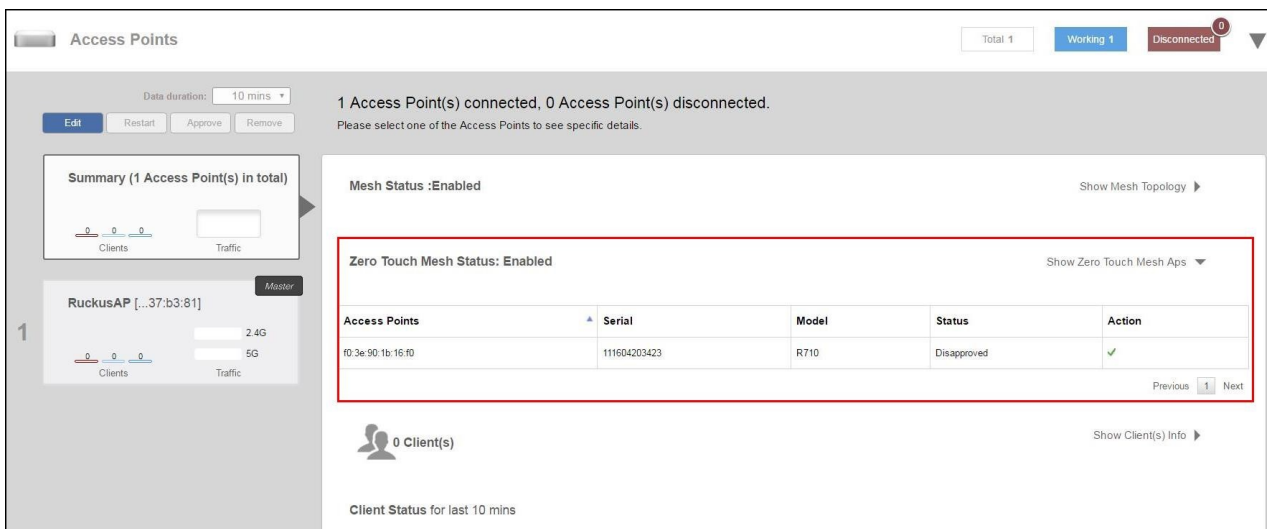 Access Points
Total 1
Working 1
Disconnected
0
Data duration:
10 mins
Edit
Restart
Approve
Remove
Summary (1 Access Point(s) in total)
0 0 0
Clients
Traffic
1
RuckusAP [...37:b3:81]
Master
2.4G
5G
0 0 0
Clients
Traffic
1 Access Point(s) connected, 0 Access Point(s) disconnected.
Please select one of the Access Points to see specific details.
Mesh Status :Enabled
Show Mesh Topology
Zero Touch Mesh Status: Enabled
Show Zero Touch Mesh Aps
Access Points Serial Model Status Action
f0:3e:90:1b:16:f0 111604203423 R710 Disapproved
Previous 1 Next
0 Client(s)
Show Client(s) Info
Client Status for last 10 mins